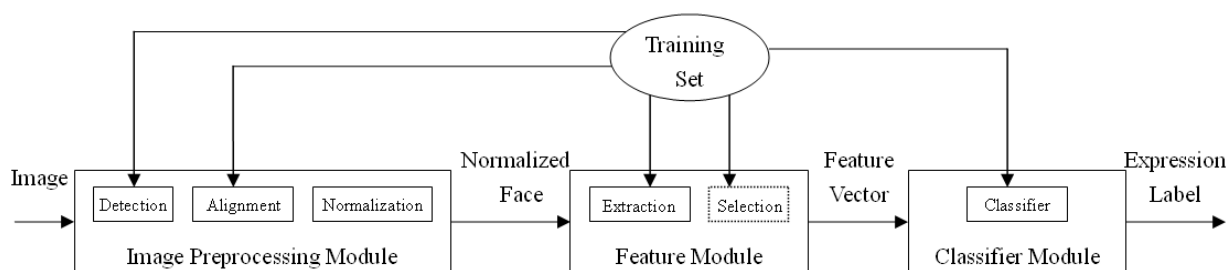 Training
Set
Image
Normalized
Face
Feature
Vector
Expression
Label
Detection
Alignment
Normalization
Extraction
Selection
Classifier
Image Preprocessing Module
Feature Module
Classifier Module